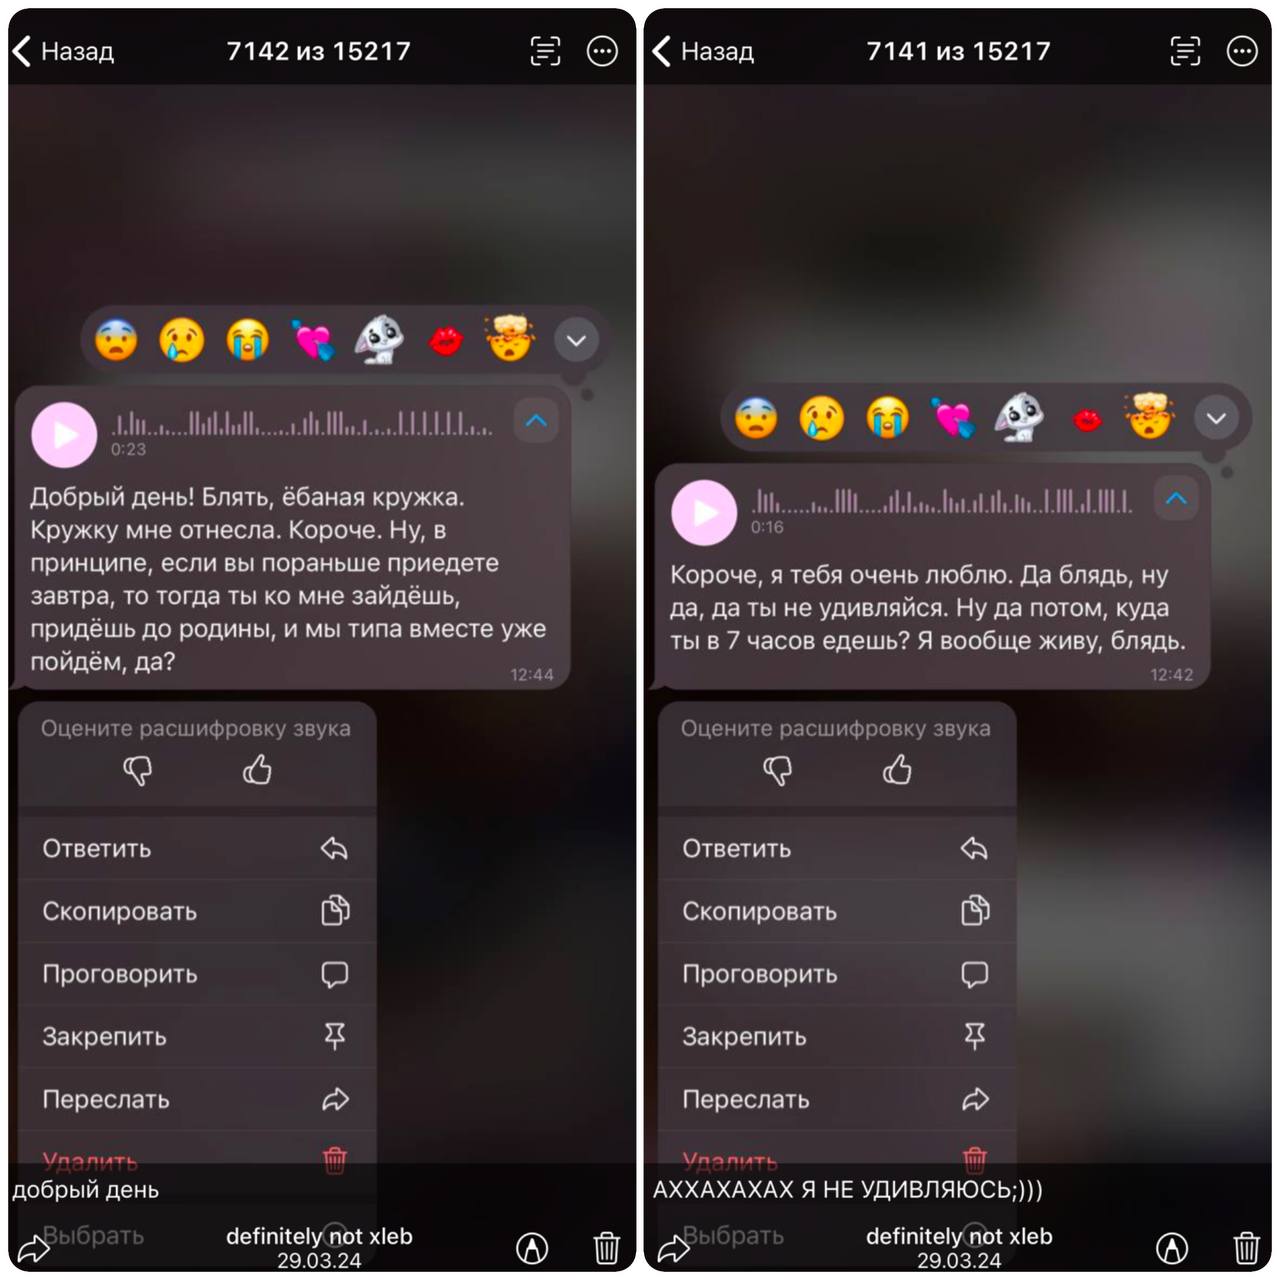 Назад
7142 из 15217
0:23
Добрый день! Блять, ёбаная кружка.
Кружку мне отнесла. Короче. Ну, в
принципе, если вы пораньше приедете
завтра, то тогда ты ко мне зайдёшь,
придёшь до родины, и мы типа вместе уже
пойдём, да?
12:44
Оцените расшифровку звука
Ответить
Скопировать
Проговорить
Закрепить
Переслать
Удалить
добрый день
Выбрать
definitely not xleb
29.03.24
Назад
7141 из 15217
0:16
Короче, я тебя очень люблю. Да блядь, ну
да, да ты не удивляйся. Ну да потом, куда
ты в 7 часов едешь? Я вообще живу, блядь.
12:42
Оцените расшифровку звука
Ответить
Скопировать
Проговорить
Закрепить
Переслать
Удалить
АХХАХАХАХ Я НЕ УДИВЛЯЮСЬ;)))
Выбрать
definitely not xleb
29.03.24